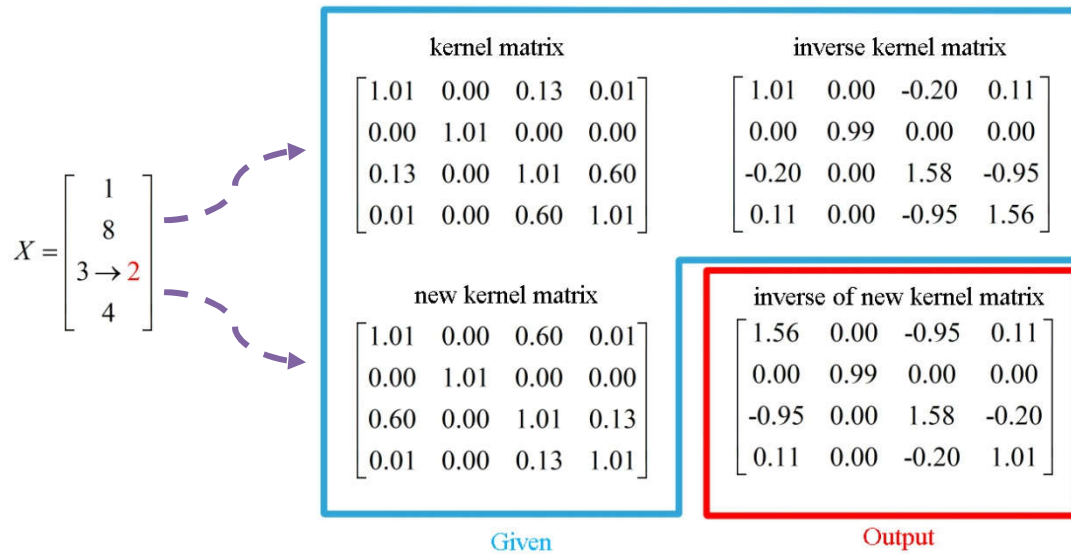 kernel matrix
1.01 0.00 0.13 0.01
0.00 1.01 0.00 0.00
0.13 0.00 1.01 0.60
0.01 0.00 0.60 1.01
inverse kernel matrix
1.01 0.00 -0.20 0.11
0.00 0.99 0.00 0.00
-0.20 0.00 1.58 -0.95
0.11 0.00 -0.95 1.56
X =
1
8
3 → 2
4
new kernel matrix
1.01 0.00 0.60 0.01
0.00 1.01 0.00 0.00
0.60 0.00 1.01 0.13
0.01 0.00 0.13 1.01
inverse of new kernel matrix
1.56 0.00 -0.95 0.11
0.00 0.99 0.00 0.00
-0.95 0.00 1.58 -0.20
0.11 0.00 -0.20 1.01
Given
Output